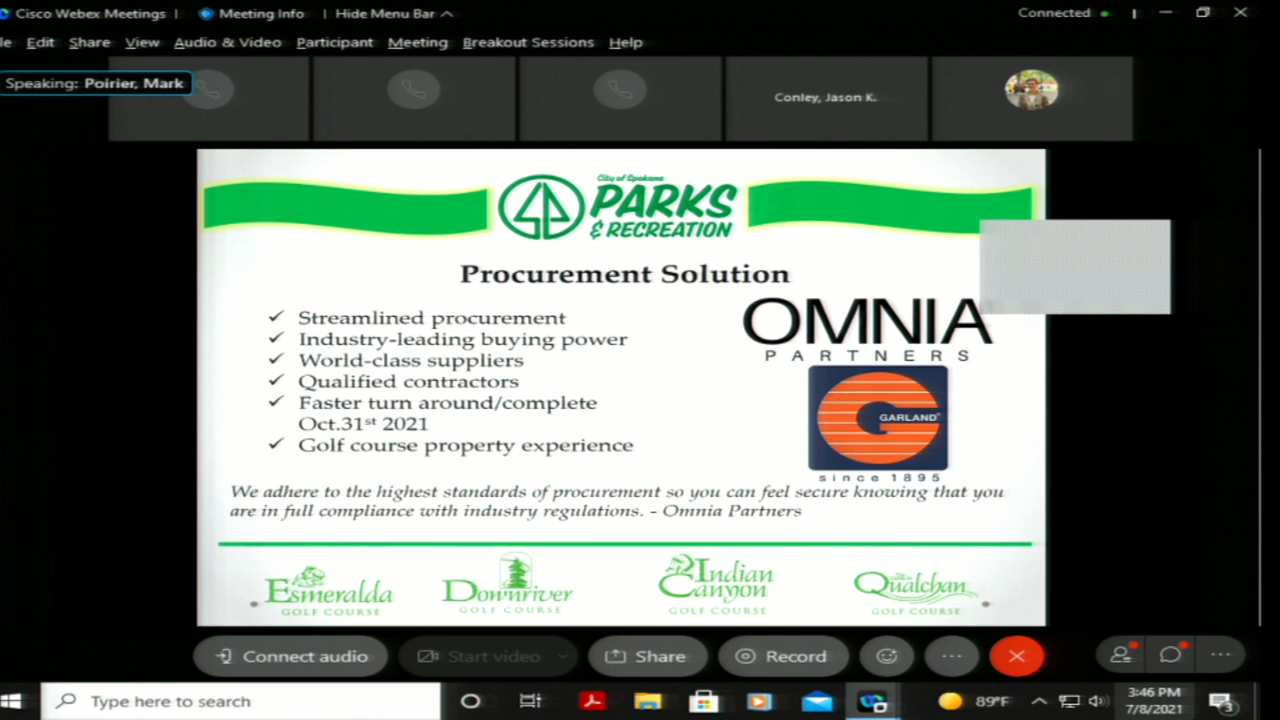 Cisco Webex Meetings
Meeting Info
Hide Menu Bar
Connected
Edit Share View Audio & Video Participant Meeting Breakout Sessions Help
Speaking: Poirier, Mark
Conley, Jason K.
City of Spokane
PARKS
& RECREATION
Procurement Solution
✓ Streamlined procurement
✓ Industry-leading buying power
✓ World-class suppliers
✓ Qualified contractors
✓ Faster turn around/complete
Oct.31st 2021
✓ Golf course property experience
OMNIA
PARTNERS
GARLAND
since 1895
We adhere to the highest standards of procurement so you can feel secure knowing that you
are in full compliance with industry regulations. - Omnia Partners
Esmeralda
GOLF COURSE
Downriver
GOLF COURSE
Indian
Canyon
GOLF COURSE
Qualchan
GOLF COURSE
Connect audio
Start video
Share
Record
Type here to search
89°F
3:46 PM
7/8/2021
3